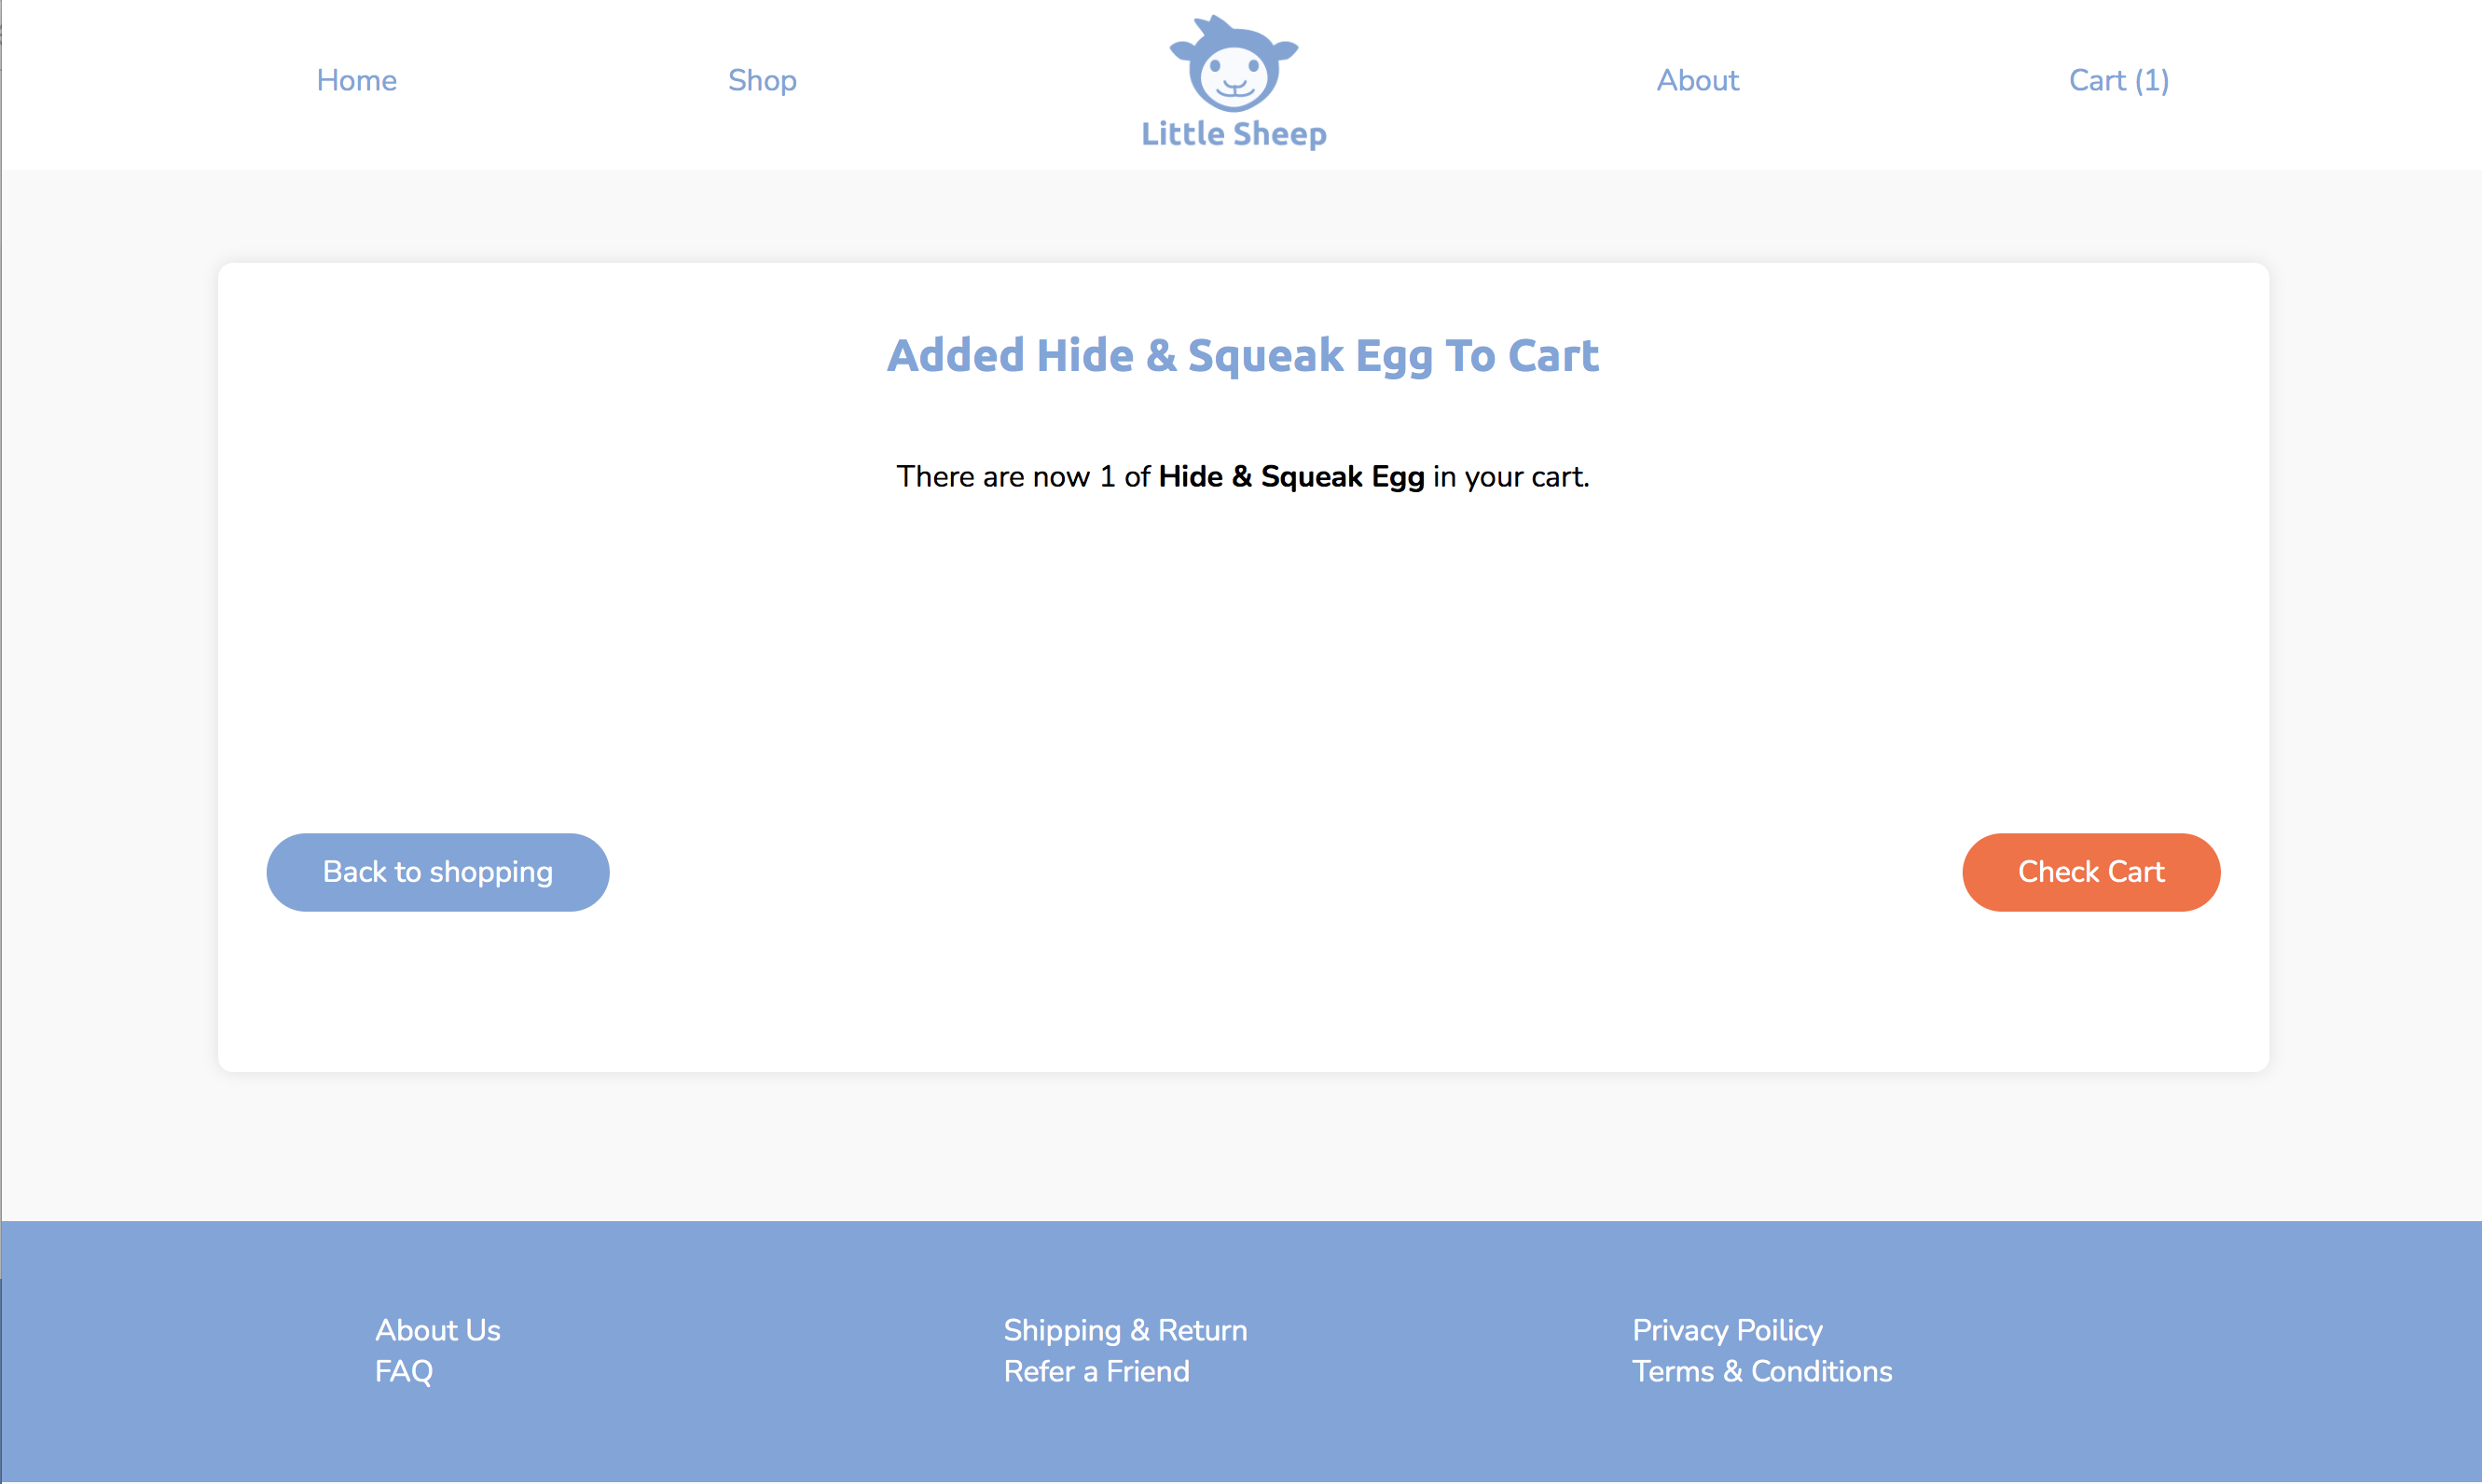 Home
Shop
Little Sheep
About
Cart (1)
Added Hide & Squeak Egg To Cart
There are now 1 of Hide & Squeak Egg in your cart.
Back to shopping
Check Cart
About Us
FAQ
Shipping & Return
Refer a Friend
Privacy Poilicy
Terms & Conditions